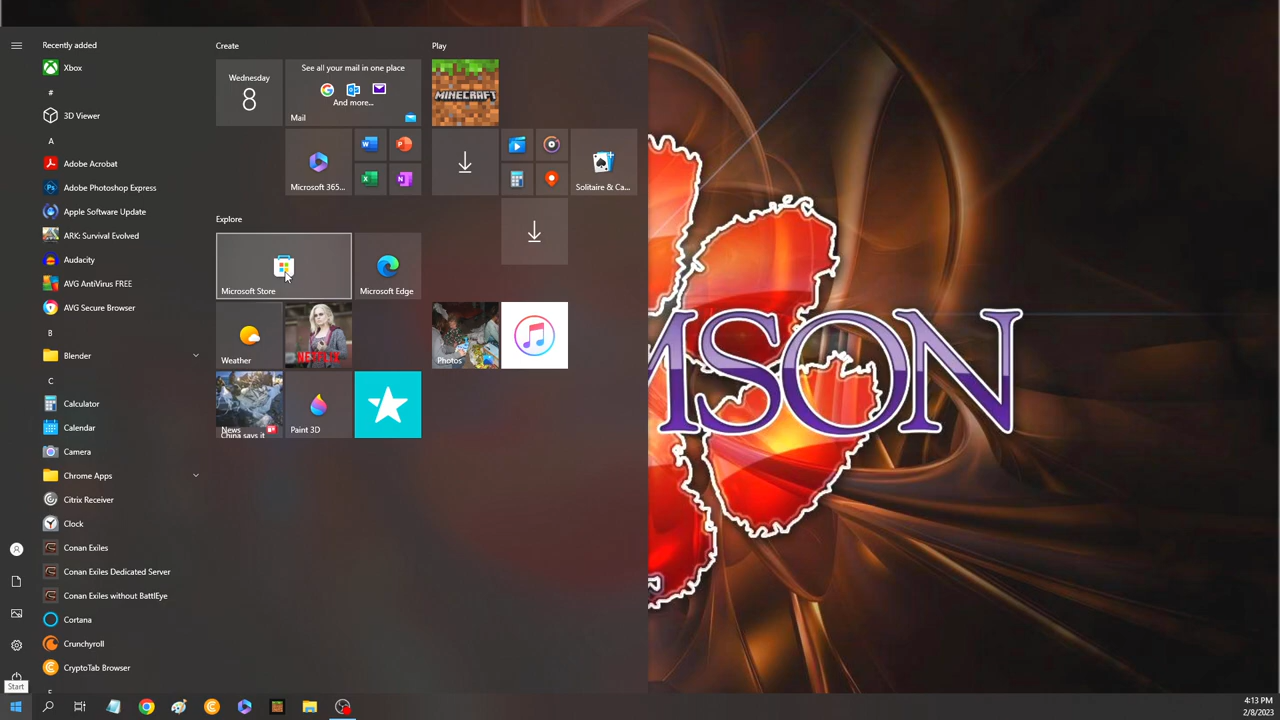 Recently added
Xbox
#
3D Viewer
A
Adobe Acrobat
Adobe Photoshop Express
Apple Software Update
ARK: Survival Evolved
Audacity
AVG AntiVirus FREE
AVG Secure Browser
B
Blender
C
Calculator
Calendar
Camera
Chrome Apps
Citrix Receiver
Clock
Conan Exiles
Conan Exiles Dedicated Server
Conan Exiles without BattlEye
Cortana
Crunchyroll
CryptoTab Browser
Start
Create
Wednesday
8
See all your mail in one place
And more...
Mail
Microsoft 365...
Explore
Microsoft Store
Microsoft Edge
Weather
NETFLIX
News
China says it
Paint 3D
Play
MINECRAFT
Solitaire & Ca...
Photos
MSON
4:13 PM
2/8/2023